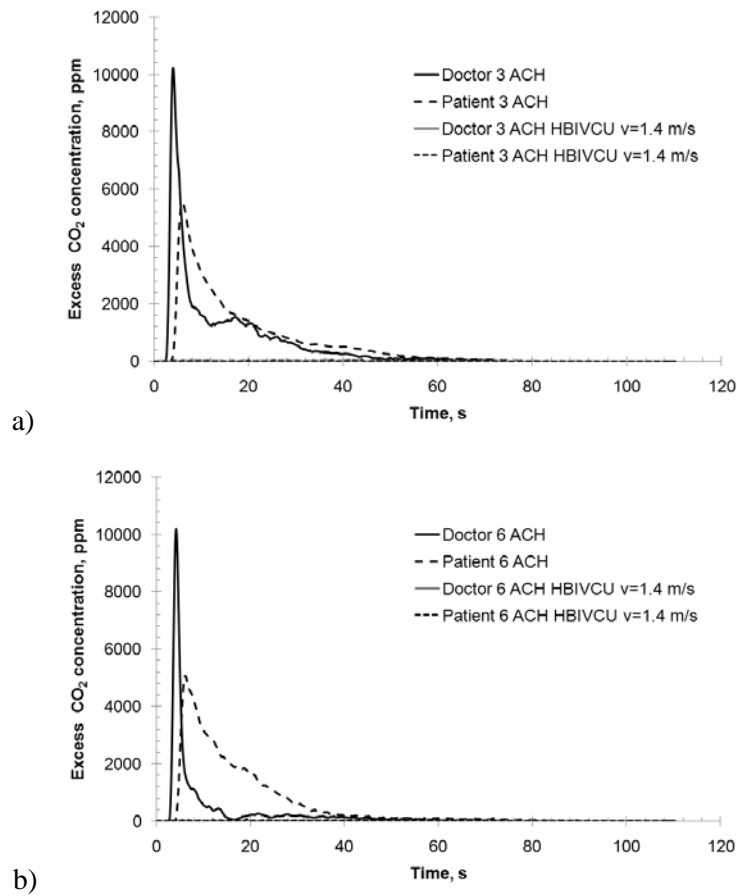 12000
10000
8000
6000
4000
2000
0
Excess CO₂ concentration, ppm
Doctor 3 ACH
Patient 3 ACH
Doctor 3 ACH HBIVCU v=1.4 m/s
Patient 3 ACH HBIVCU v=1.4 m/s
0 20 40 60 80 100 120
Time, s
a)
12000
10000
8000
6000
4000
2000
0
Excess CO₂ concentration, ppm
Doctor 6 ACH
Patient 6 ACH
Doctor 6 ACH HBIVCU v=1.4 m/s
Patient 6 ACH HBIVCU v=1.4 m/s
0 20 40 60 80 100 120
Time, s
b)